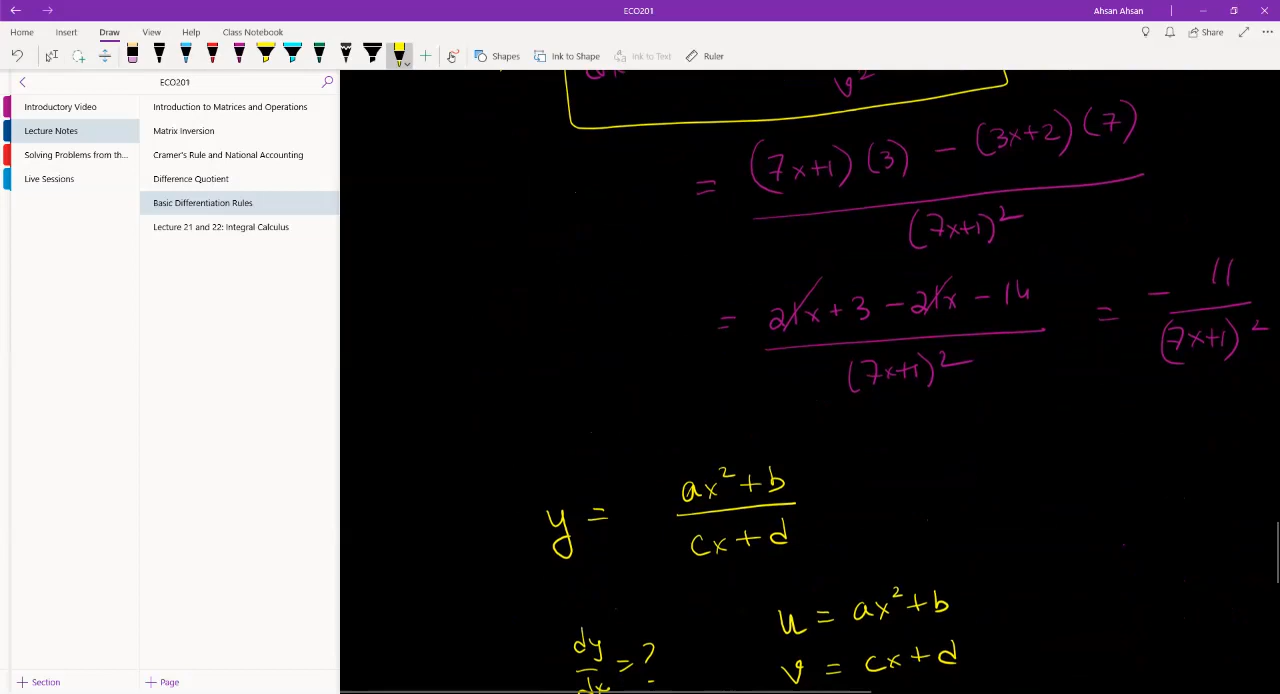 ECO201
Ahsan Ahsan
Home Insert Draw View Help Class Notebook
Share
Shapes Ink to Shape Ink to Text Ruler
ECO201
Introductory Video
Lecture Notes
Solving Problems from th...
Live Sessions
Introduction to Matrices and Operations
Matrix Inversion
Cramer's Rule and National Accounting
Difference Quotient
Basic Differentiation Rules
Lecture 21 and 22: Integral Calculus
v²
= (7x+1)(3) - (3x+2)(7)
(7x+1)²
= 21x + 3 - 21x - 14 = - 11
(7x+1)² (7x+1)²
y = ax² + b
cx + d
u = ax² + b
dy/dx = ?
v = cx + d
+ Section + Page